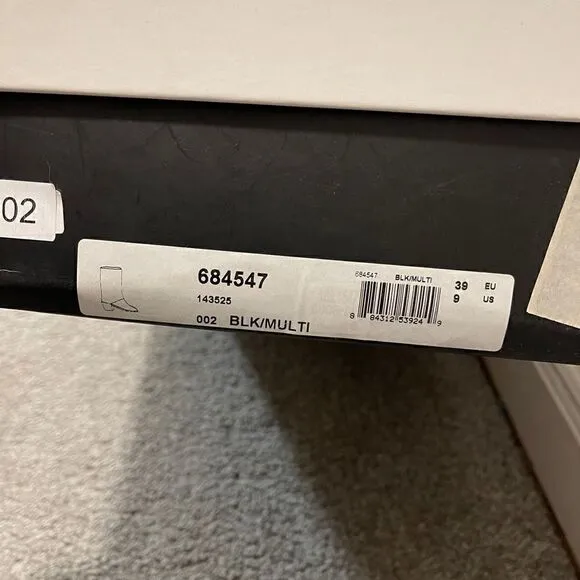 02
684547
143525
002 BLK/MULTI
684547 BLK/MULTI
8 84312 53924 9
39 EU
9 US